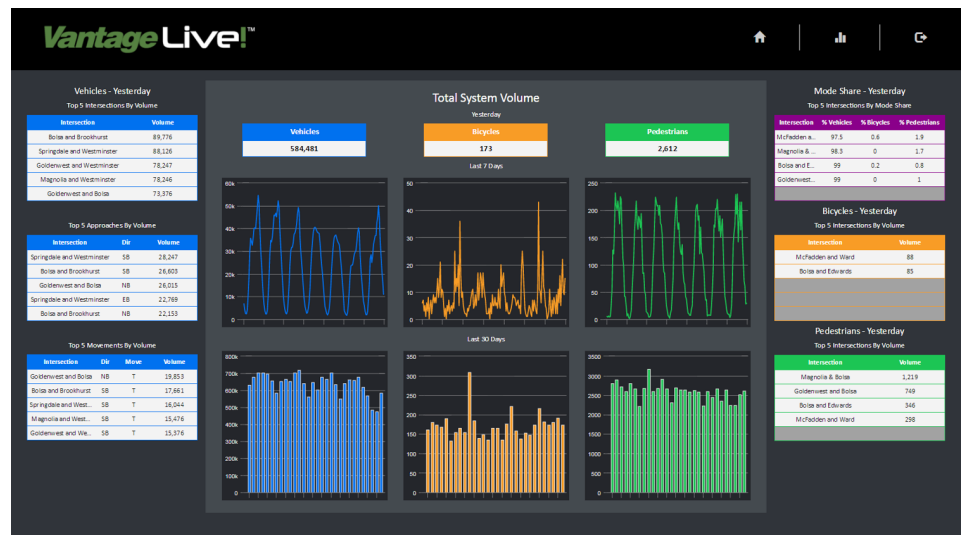 Vantage Live!™
Vehicles - Yesterday
Top 5 Intersections By Volume
Intersection Volume
Bolsa and Brookhurst 89,776
Springdale and Westminster 88,126
Goldenwest and Westminster 78,247
Magnolia and Westminster 78,246
Goldenwest and Bolsa 73,376
Top 5 Approaches By Volume
Intersection Dir Volume
Springdale and Westminster SB 28,247
Bolsa and Brookhurst SB 26,603
Goldenwest and Bolsa NB 26,015
Springdale and Westminster EB 22,769
Bolsa and Brookhurst NB 22,153
Top 5 Movements By Volume
Intersection Dir Move Volume
Goldenwest and Bolsa NB T 19,853
Bolsa and Brookhurst SB T 17,661
Springdale and West... SB T 16,044
Magnolia and West... SB T 15,476
Goldenwest and We... SB T 15,376
Total System Volume
Yesterday
Vehicles Bicycles Pedestrians
584,481 173 2,612
Last 7 Days
60k
50k
40k
30k
20k
10k
0
50
40
30
20
10
0
250
200
150
100
50
0
Last 30 Days
800k
700k
600k
500k
400k
300k
200k
100k
0
350
300
250
200
150
100
50
0
3500
3000
2500
2000
1500
1000
500
0
Mode Share - Yesterday
Top 5 Intersections By Mode Share
Intersection % Vehicles % Bicycles % Pedestrians
McFadden a... 97.5 0.6 1.9
Magnolia & ... 98.3 0 1.7
Bolsa and E... 99 0.2 0.8
Goldenwest... 99 0 1
Bicycles - Yesterday
Top 5 Intersections By Volume
Intersection Volume
McFadden and Ward 88
Bolsa and Edwards 85
Pedestrians - Yesterday
Top 5 Intersections By Volume
Intersection Volume
Magnolia & Bolsa 1,219
Goldenwest and Bolsa 749
Bolsa and Edwards 346
McFadden and Ward 298